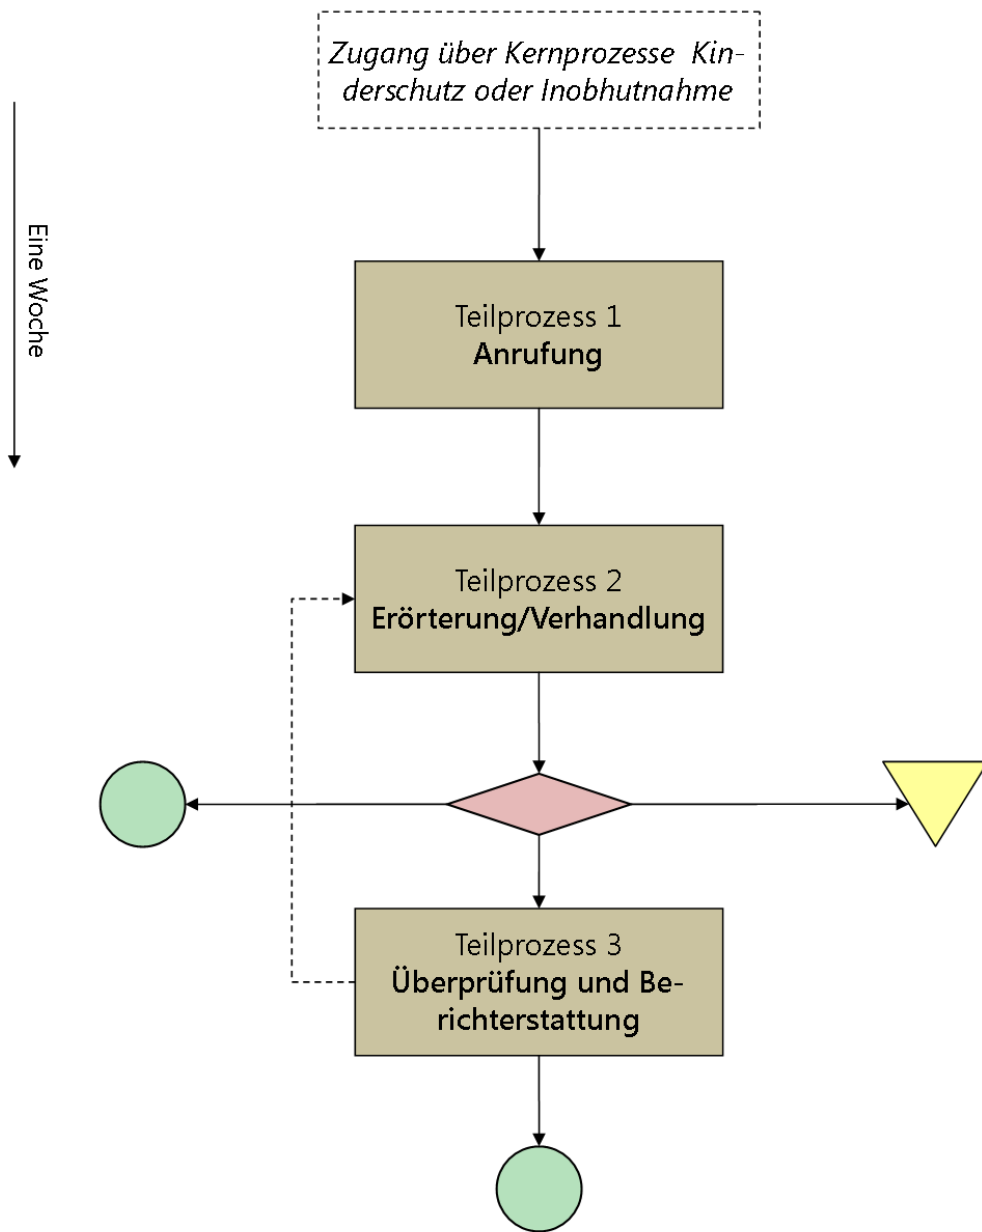 Zugang über Kernprozesse  Kin-
derschutz oder Inobhutnahme
Eine Woche
Teilprozess 1
Anrufung
Teilprozess 2
Erörterung/Verhandlung
Teilprozess 3
Überprüfung und Be-
richterstattung